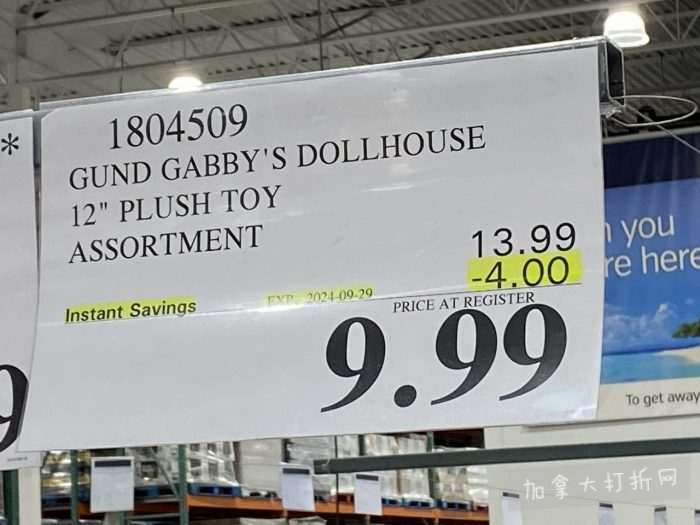 *
1804509
GUND GABBY'S DOLLHOUSE
12" PLUSH TOY
ASSORTMENT
13.99
-4.00
Instant Savings
EXP. 2024-09-29
PRICE AT REGISTER
9.99
9
you
re here
To get away
加拿大打折网